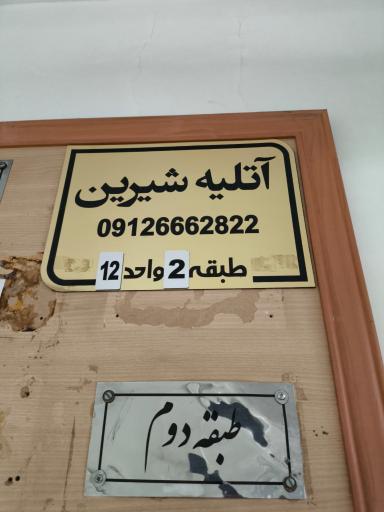 آتلیه شیرین
09126662822
طبقه 2 واحد 12
طبقه دوم